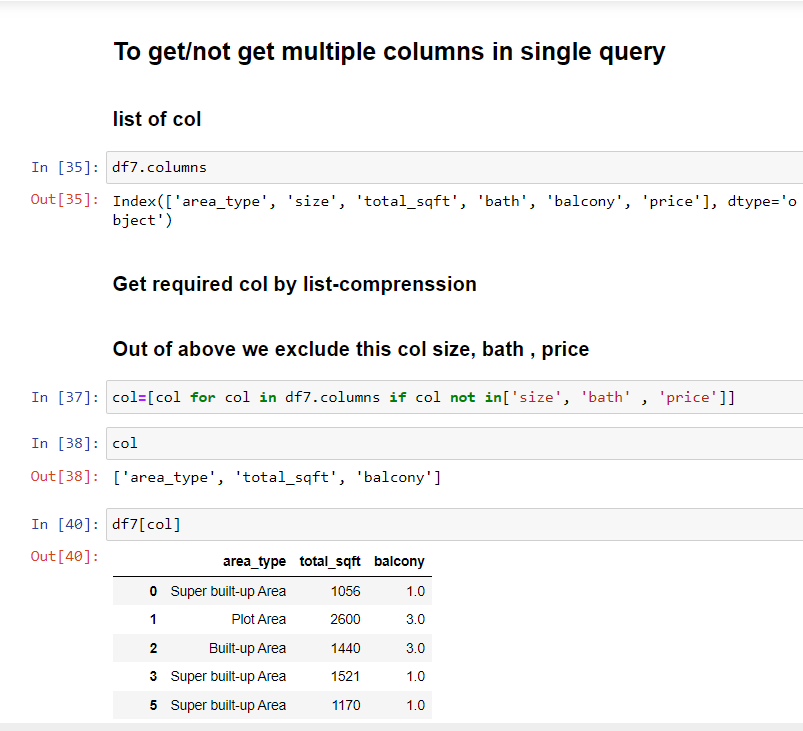 To get/not get multiple columns in single query
list of col
In [35]: df7.columns
Out[35]: Index(['area_type', 'size', 'total_sqft', 'bath', 'balcony', 'price'], dtype='o
bject')
Get required col by list-comprenssion
Out of above we exclude this col size, bath , price
In [37]: col=[col for col in df7.columns if col not in['size', 'bath' , 'price']]
In [38]: col
Out[38]: ['area_type', 'total_sqft', 'balcony']
In [40]: df7[col]
Out[40]:
area_type total_sqft balcony
0 Super built-up Area 1056 1.0
1 Plot Area 2600 3.0
2 Built-up Area 1440 3.0
3 Super built-up Area 1521 1.0
5 Super built-up Area 1170 1.0